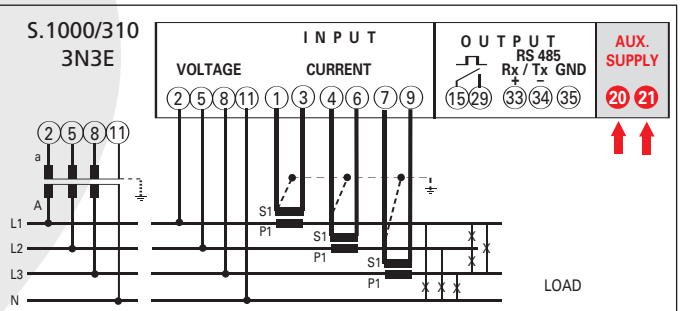 S.1000/310
3N3E
I N P U T
VOLTAGE
CURRENT
2 5 8 11 1 3 4 6 7 9
O U T P U T
RS 485
Rx / Tx GND
+ −
15 29 33 34 35
AUX.
SUPPLY
20 21
2 5 8 11
a
A
L1
L2
L3
N
S1
P1
S1
P1
S1
P1
X X X X X X
LOAD